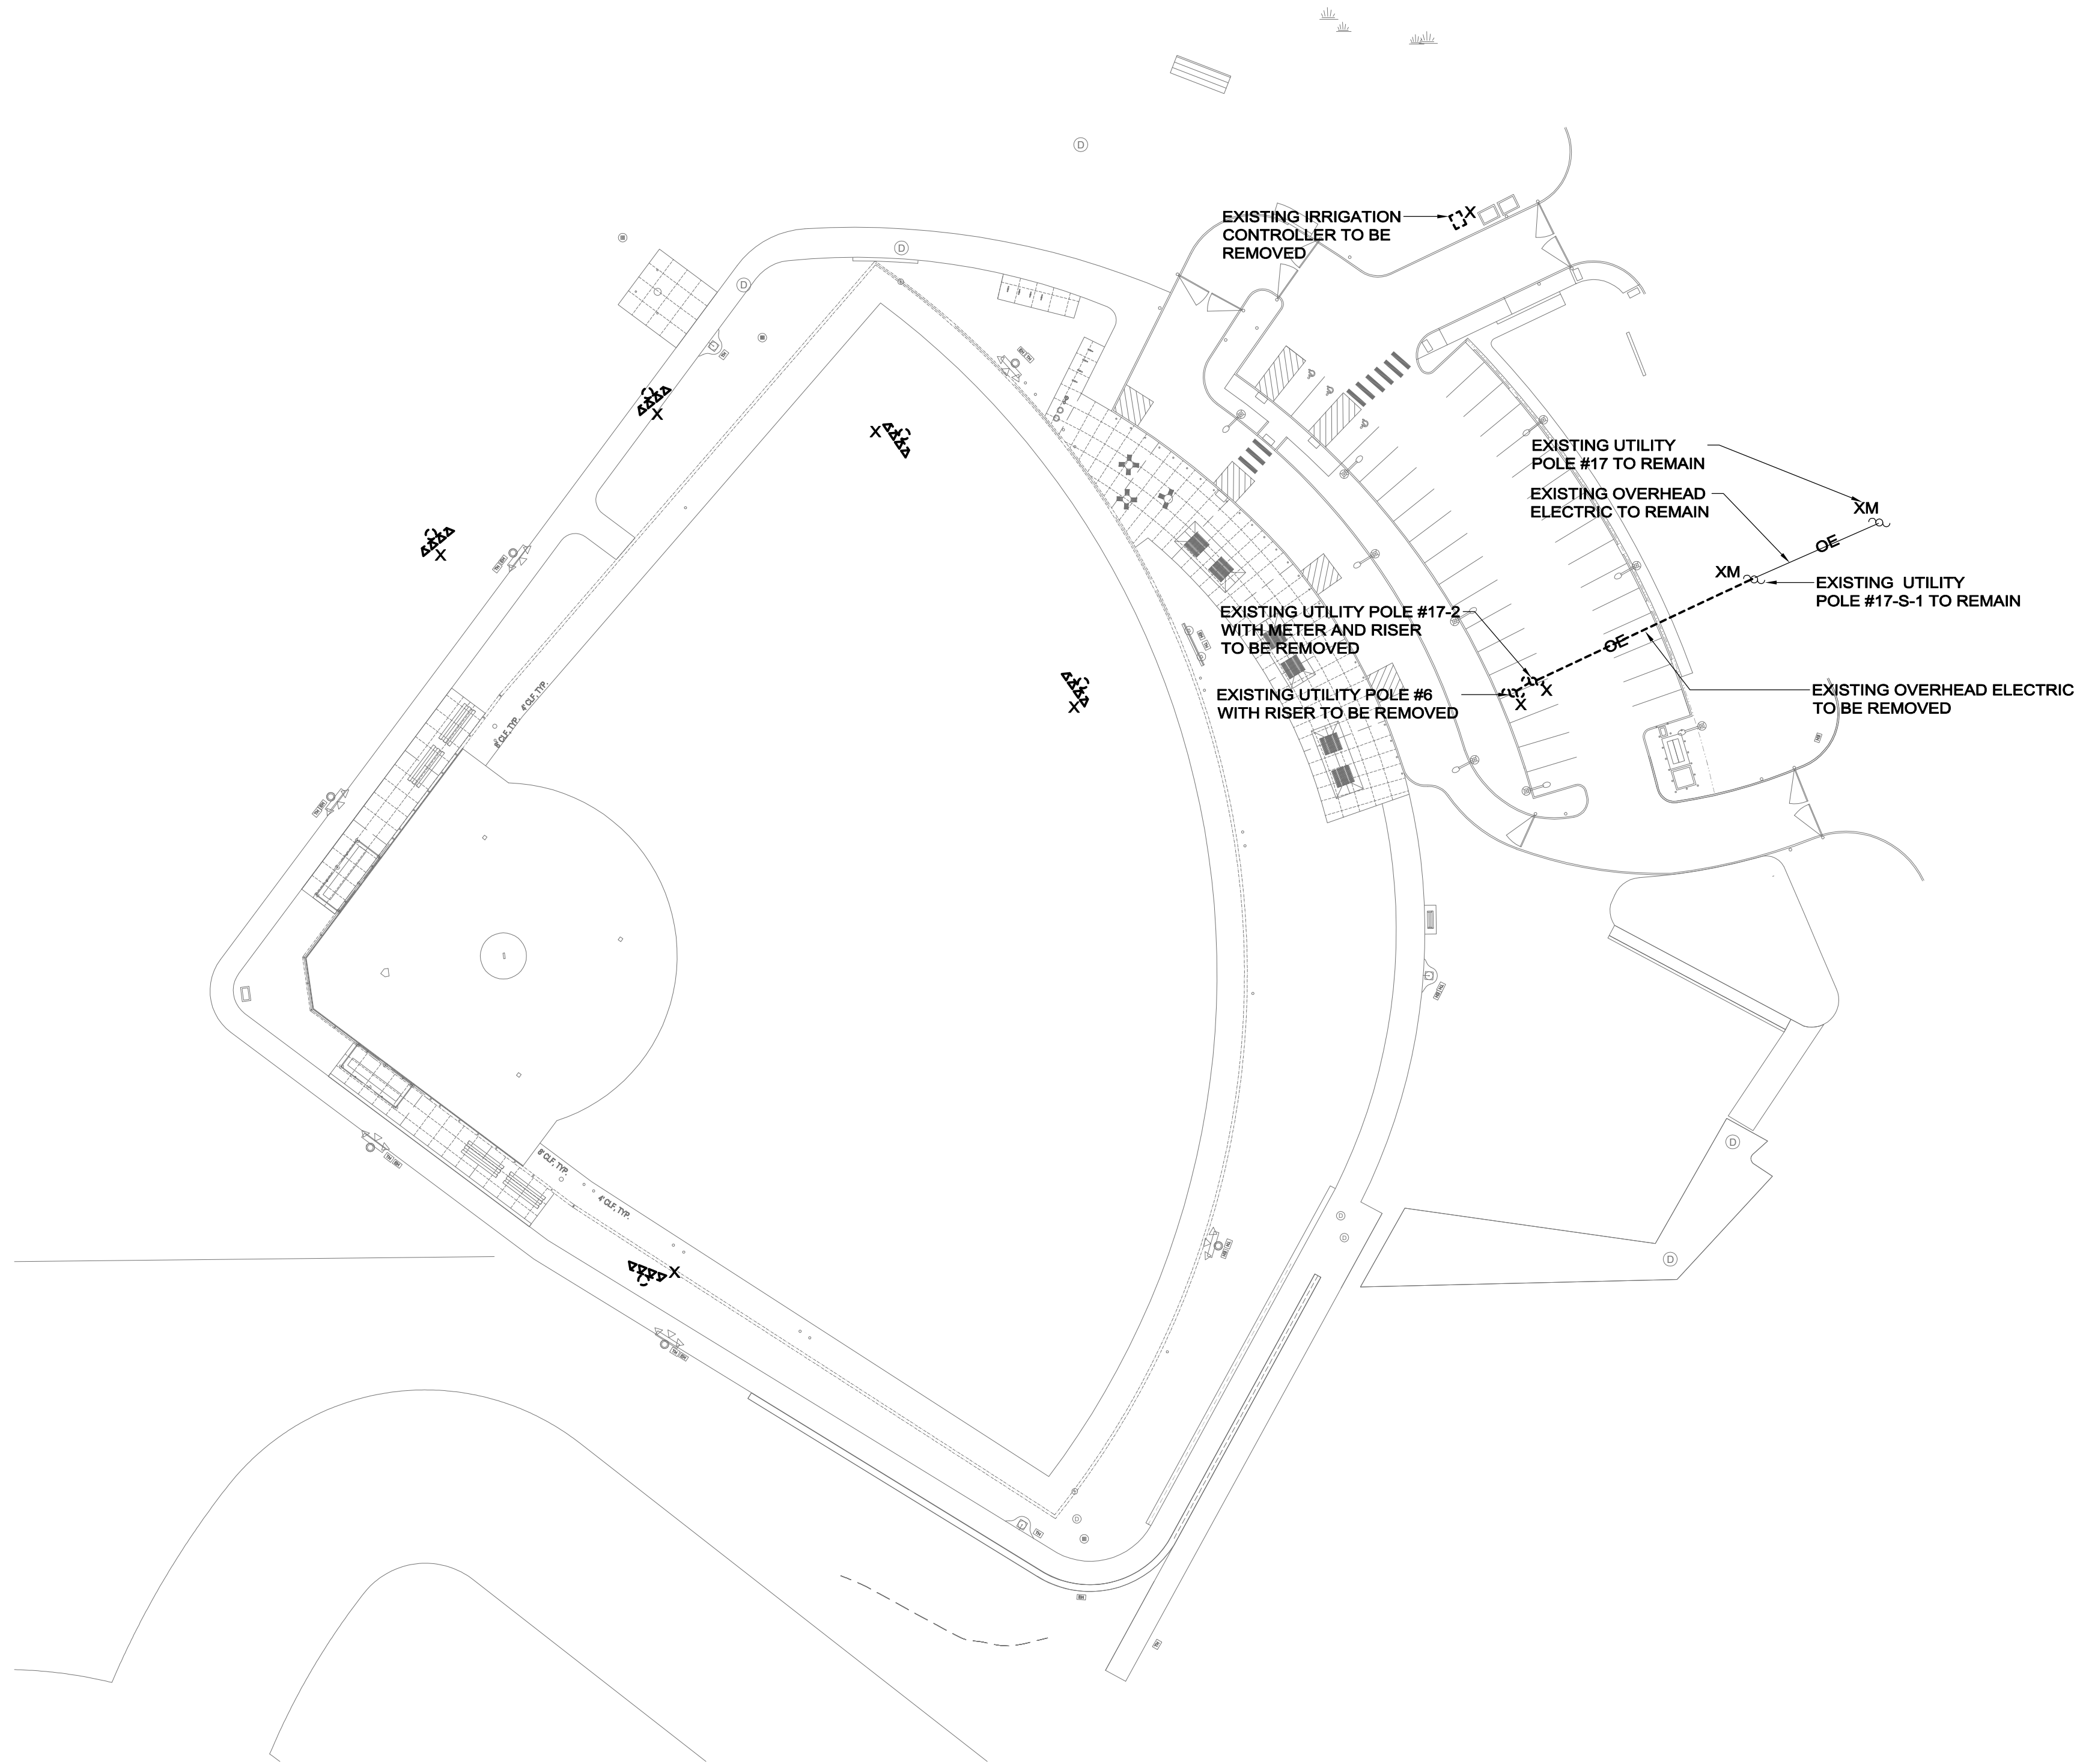 D
EXISTING IRRIGATION
CONTROLLER TO BE
REMOVED
X
D
D
X
X
X
X
EXISTING UTILITY
POLE #17 TO REMAIN
EXISTING OVERHEAD
ELECTRIC TO REMAIN
XM
OE
XM
EXISTING UTILITY
POLE #17-S-1 TO REMAIN
EXISTING UTILITY POLE #17-2
WITH METER AND RISER
TO BE REMOVED
OE
EXISTING UTILITY POLE #6
WITH RISER TO BE REMOVED
X
X
EXISTING OVERHEAD ELECTRIC
TO BE REMOVED
4' CLF, TYP.
8' CLF, TYP.
8' CLF, TYP.
4' CLF, TYP.
X
D
D
D
D
D